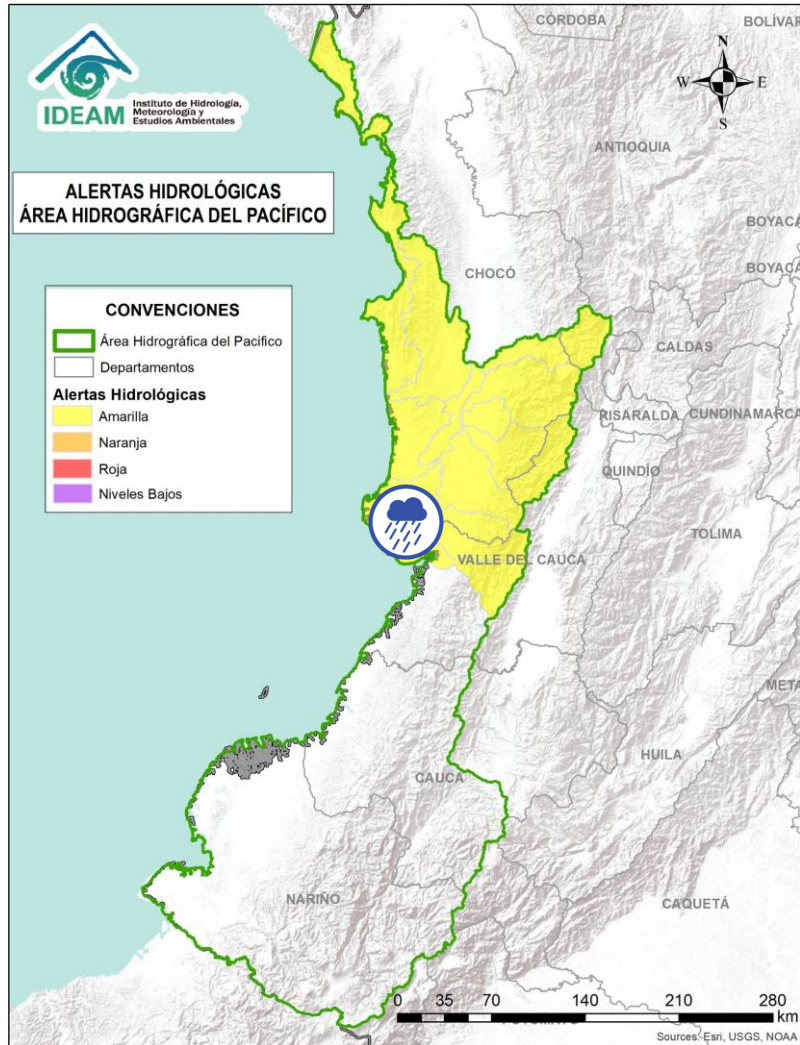 CÓRDOBA
BOLÍVAR
IDEAM
Instituto de Hidrología,
Meteorología y
Estudios Ambientales
N
W
E
S
ANTIOQUIA
ALERTAS HIDROLÓGICAS
ÁREA HIDROGRÁFICA DEL PACÍFICO
BOYACÁ
CHOCÓ
BOYACÁ
CONVENCIONES
Área Hidrográfica del Pacifico
Departamentos
Alertas Hidrológicas
Amarilla
Naranja
Roja
Niveles Bajos
CALDAS
RISARALDA
CUNDINAMARCA
QUINDÍO
TOLIMA
VALLE DEL CAUCA
META
HUILA
CAUCA
NARIÑO
CAQUETÁ
0 35 70 140 210 280
km
Sources: Esri, USGS, NOAA